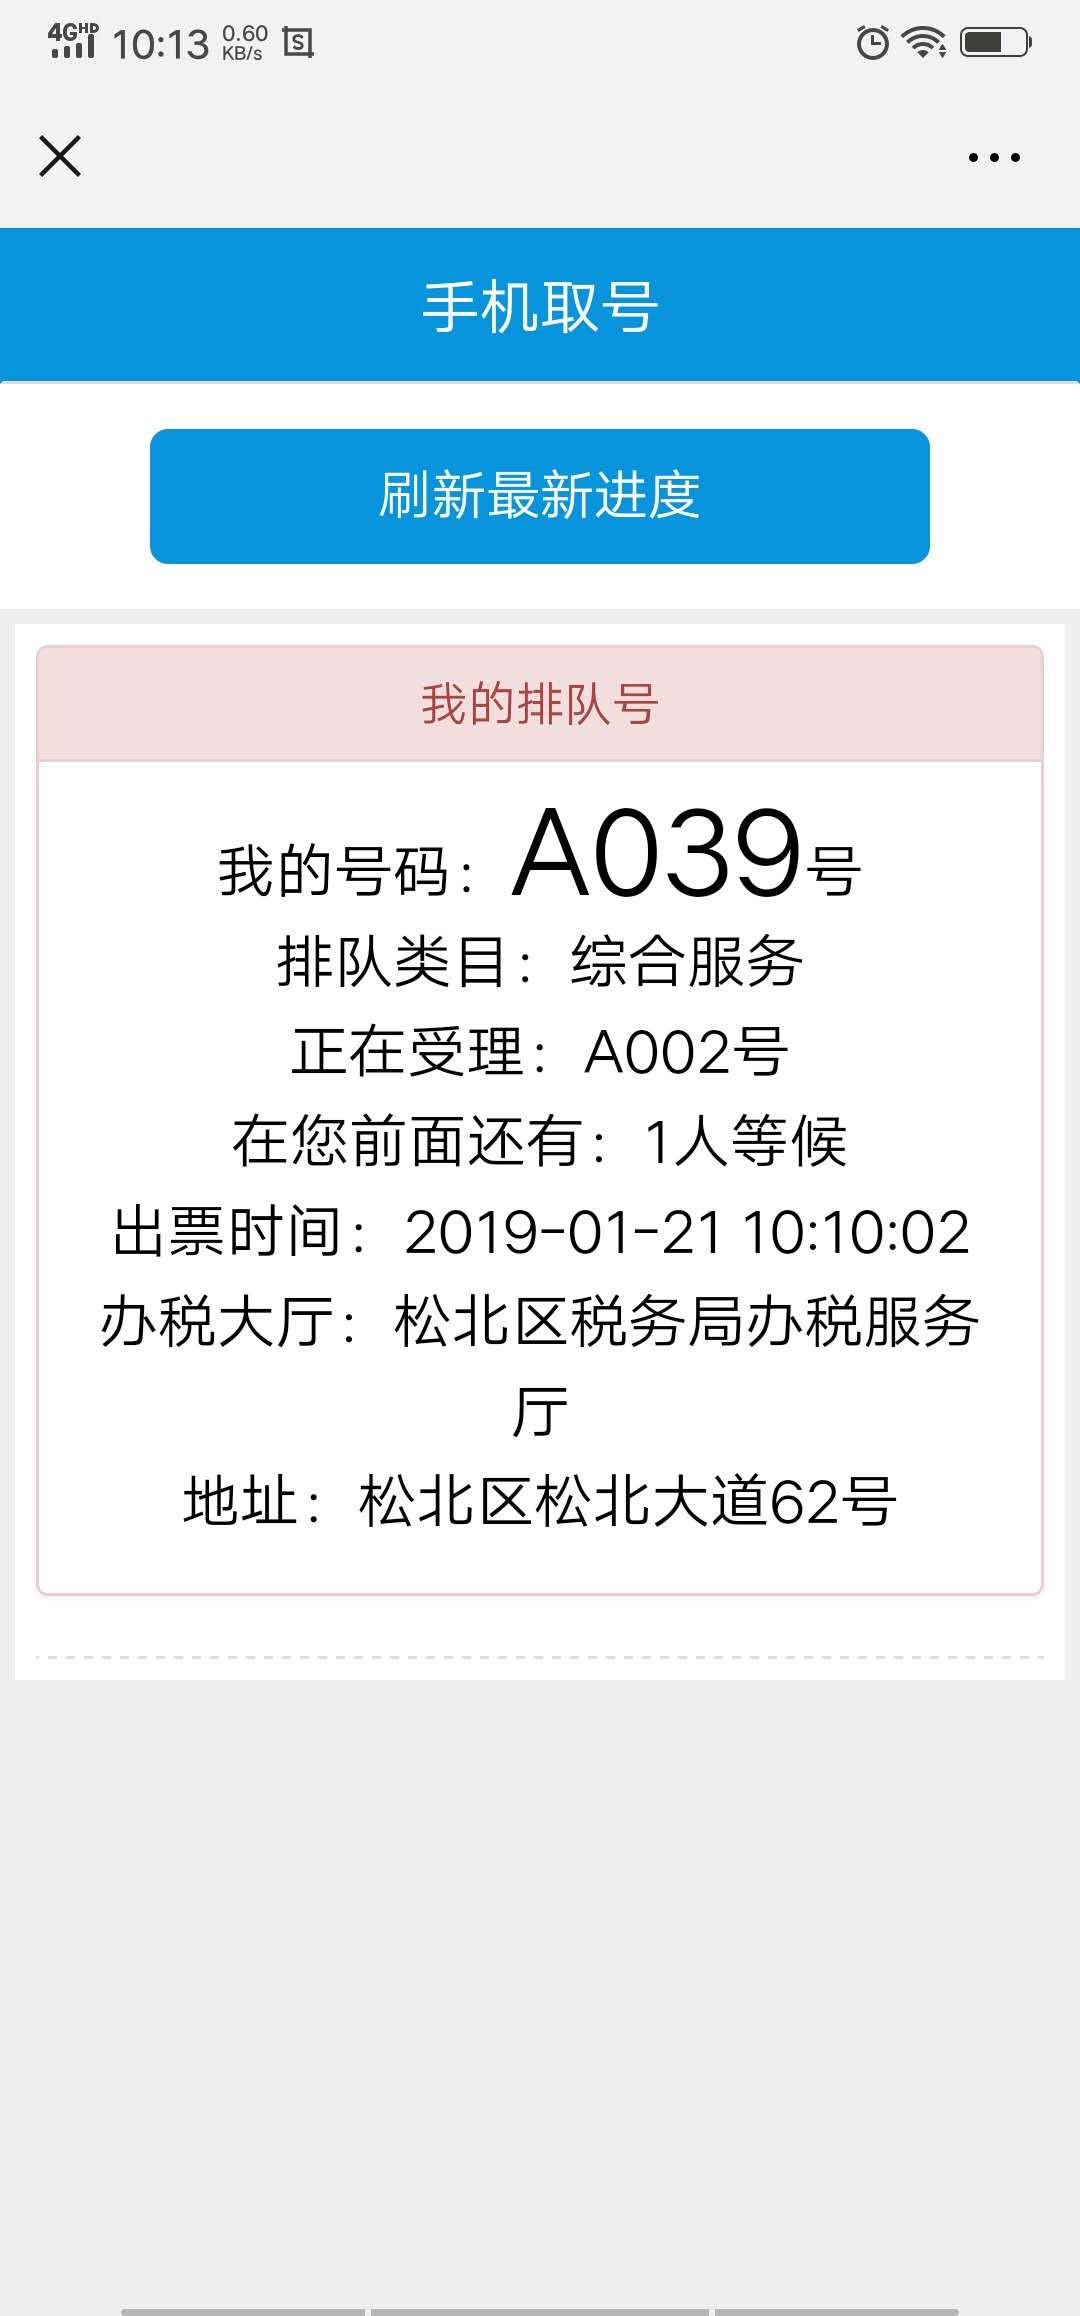 4GHD 10:13 0.60 KB/s
手机取号
刷新最新进度
我的排队号
我的号码：A039号
排队类目：综合服务
正在受理：A002号
在您前面还有：1人等候
出票时间：2019-01-21 10:10:02
办税大厅：松北区税务局办税服务
厅
地址：松北区松北大道62号